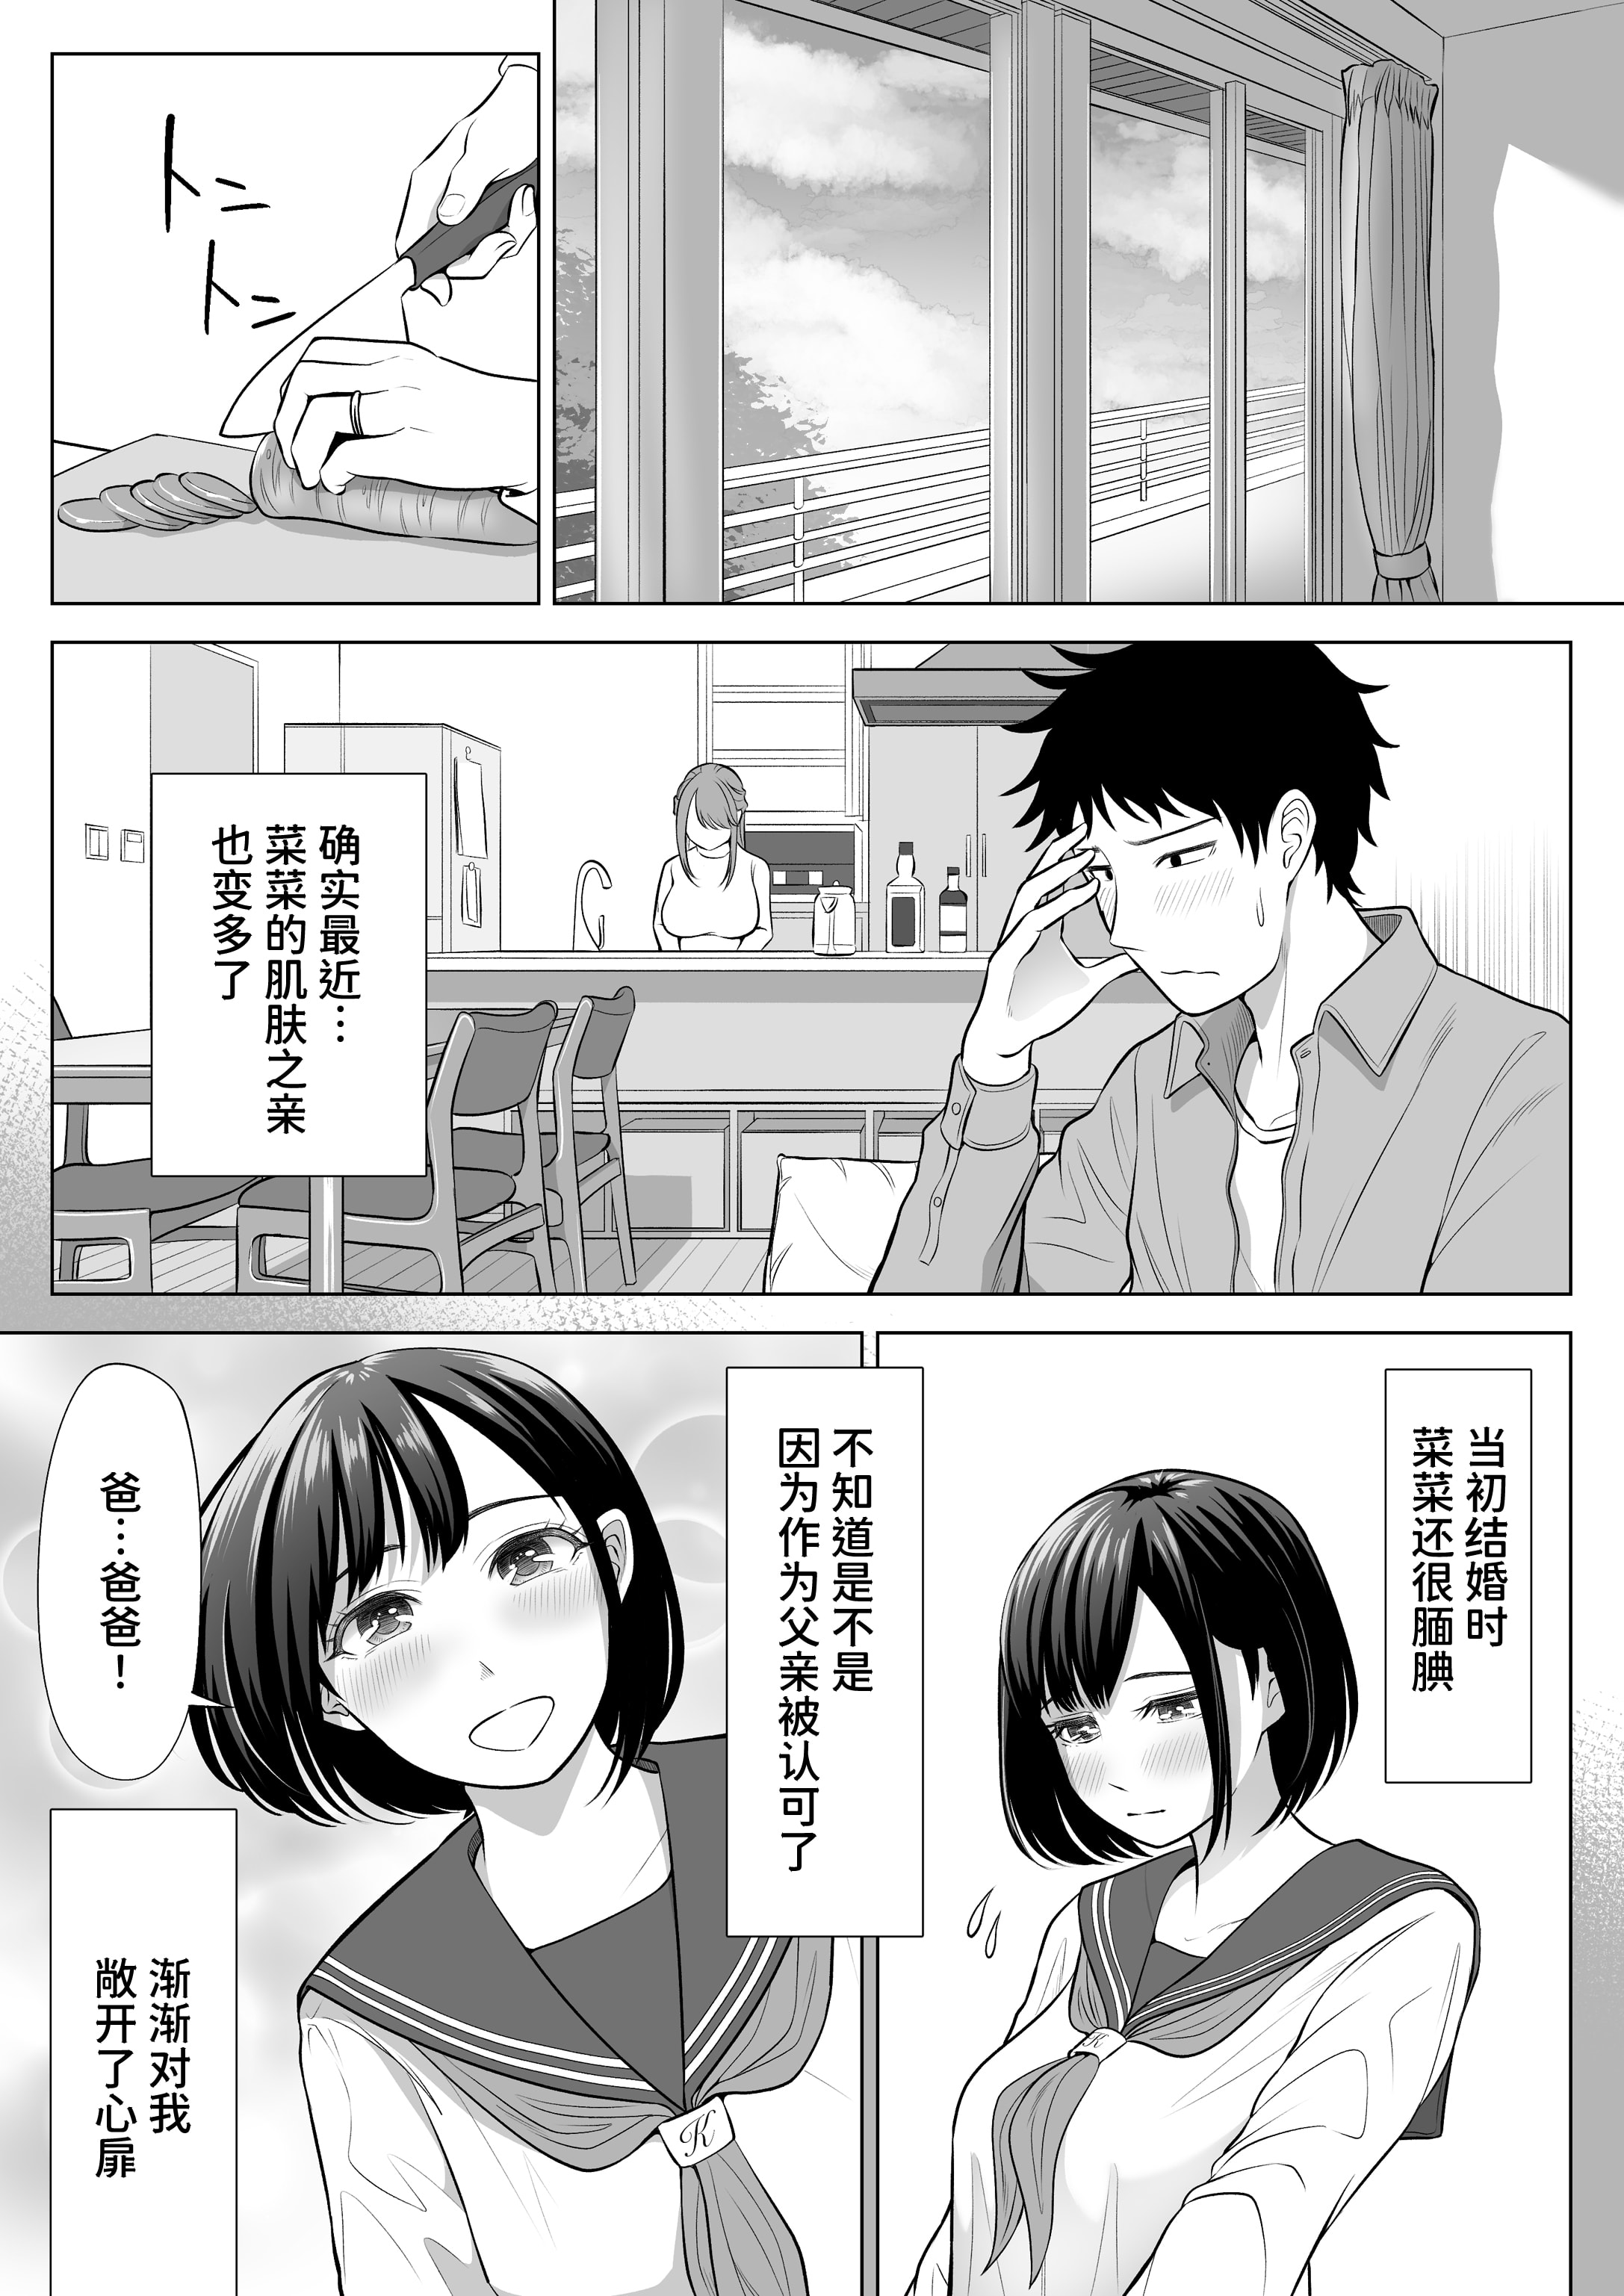 トン
トン
确实最近…
菜菜的肌肤之亲
也变多了
当初结婚时
菜菜还很腼腆
不知道是不是
因为作为父亲被认可了
爸…爸爸！
渐渐对我
敞开了心扉
K
K